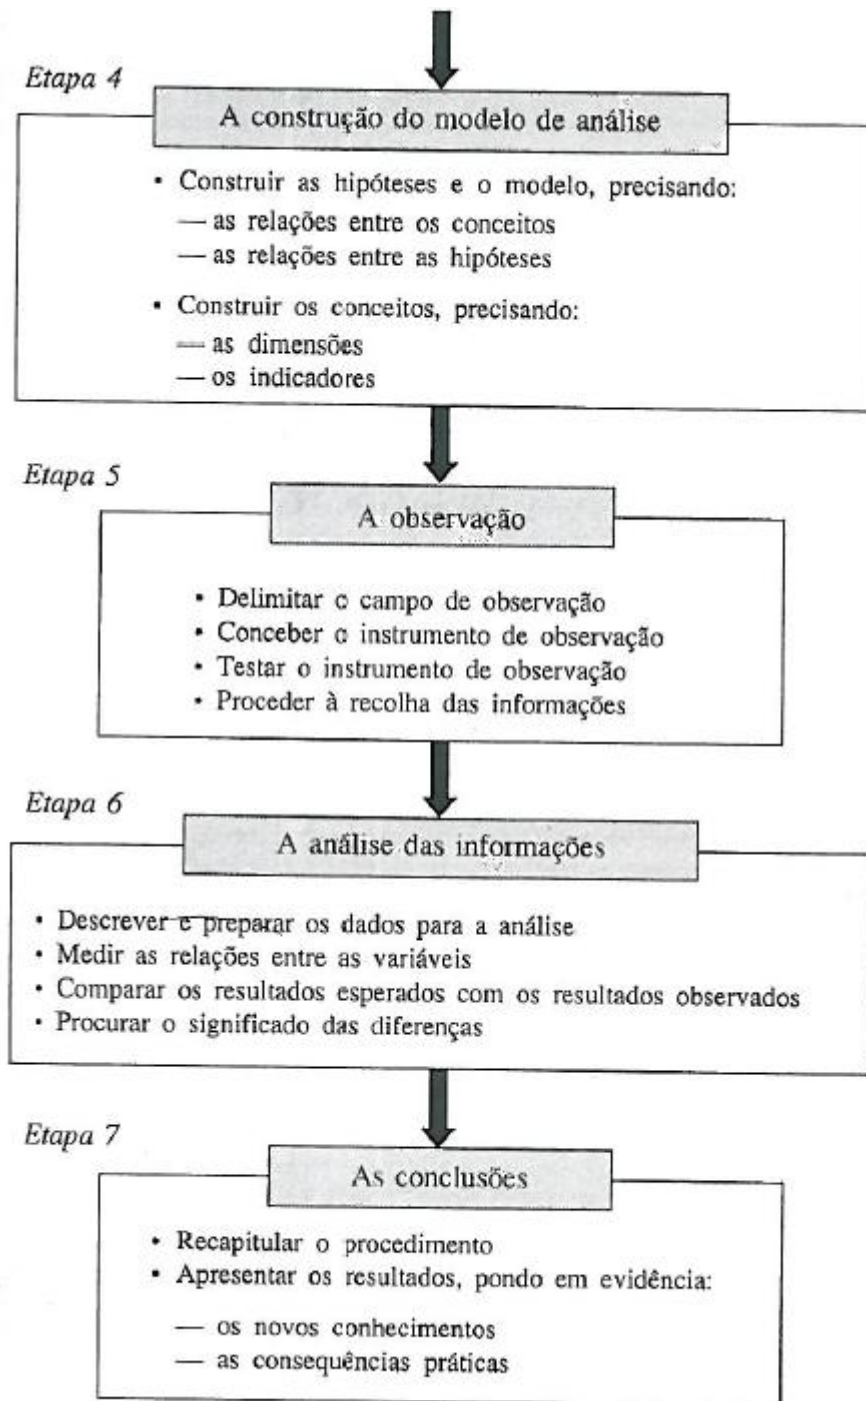 Etapa 4
A construção do modelo de análise
• Construir as hipóteses e o modelo, precisando:
— as relações entre os conceitos
— as relações entre as hipóteses
• Construir os conceitos, precisando:
— as dimensões
— os indicadores
Etapa 5
A observação
• Delimitar o campo de observação
• Conceber o instrumento de observação
• Testar o instrumento de observação
• Proceder à recolha das informações
Etapa 6
A análise das informações
• Descrever e preparar os dados para a análise
• Medir as relações entre as variáveis
• Comparar os resultados esperados com os resultados observados
• Procurar o significado das diferenças
Etapa 7
As conclusões
• Recapitular o procedimento
• Apresentar os resultados, pondo em evidência:
— os novos conhecimentos
— as consequências práticas